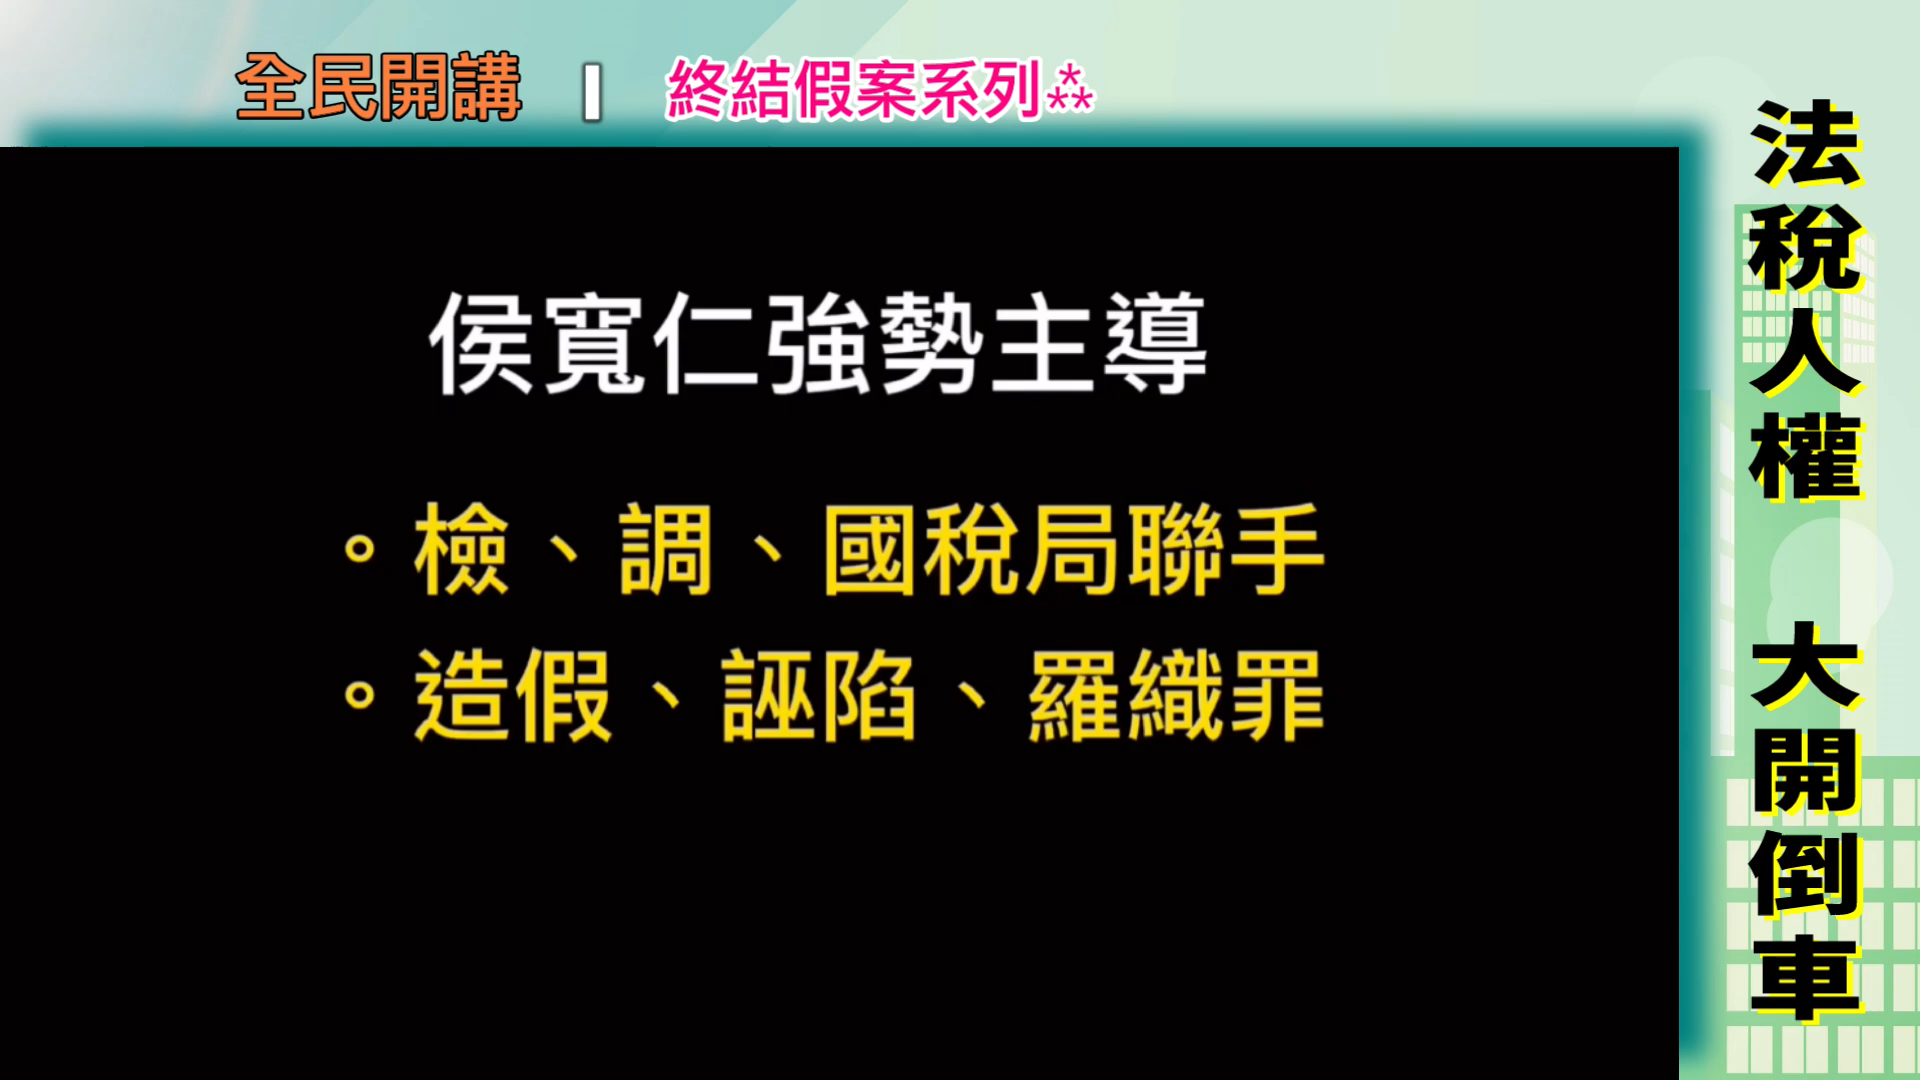 全民開講 | 終結假案系列⁂
侯寬仁強勢主導
。檢、調、國稅局聯手
。造假、誣陷、羅織罪
法稅人權 大開倒車